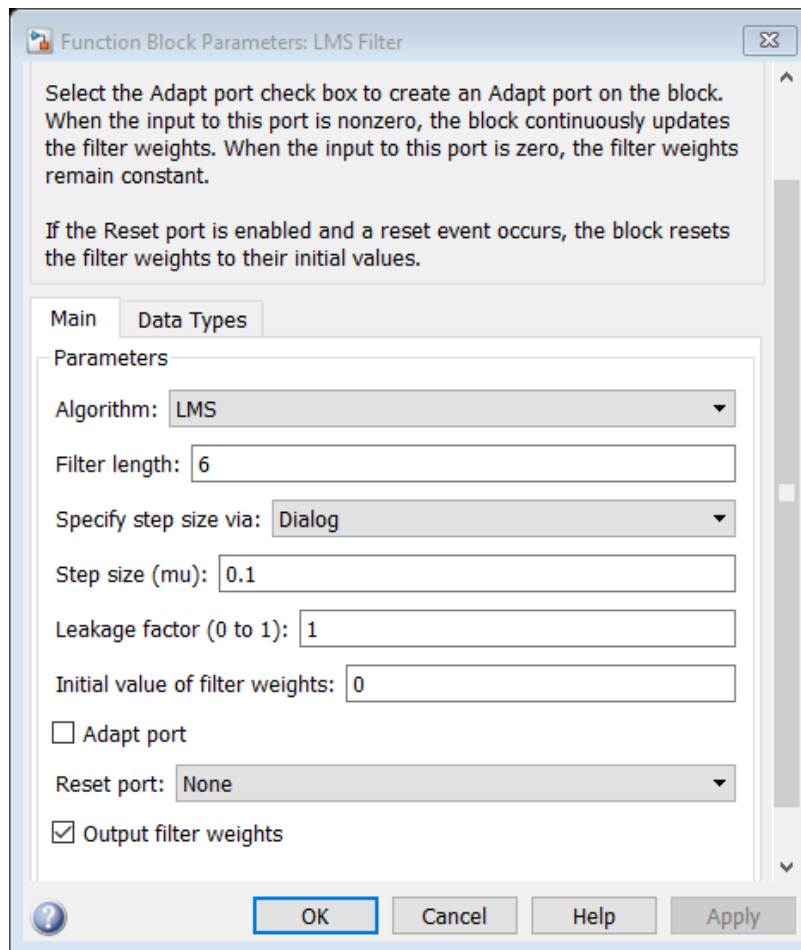 Function Block Parameters: LMS Filter
Select the Adapt port check box to create an Adapt port on the block.
When the input to this port is nonzero, the block continuously updates
the filter weights. When the input to this port is zero, the filter weights
remain constant.
If the Reset port is enabled and a reset event occurs, the block resets
the filter weights to their initial values.
Main Data Types
Parameters
Algorithm: LMS
Filter length: 6
Specify step size via: Dialog
Step size (mu): 0.1
Leakage factor (0 to 1): 1
Initial value of filter weights: 0
Adapt port
Reset port: None
Output filter weights
? OK Cancel Help Apply